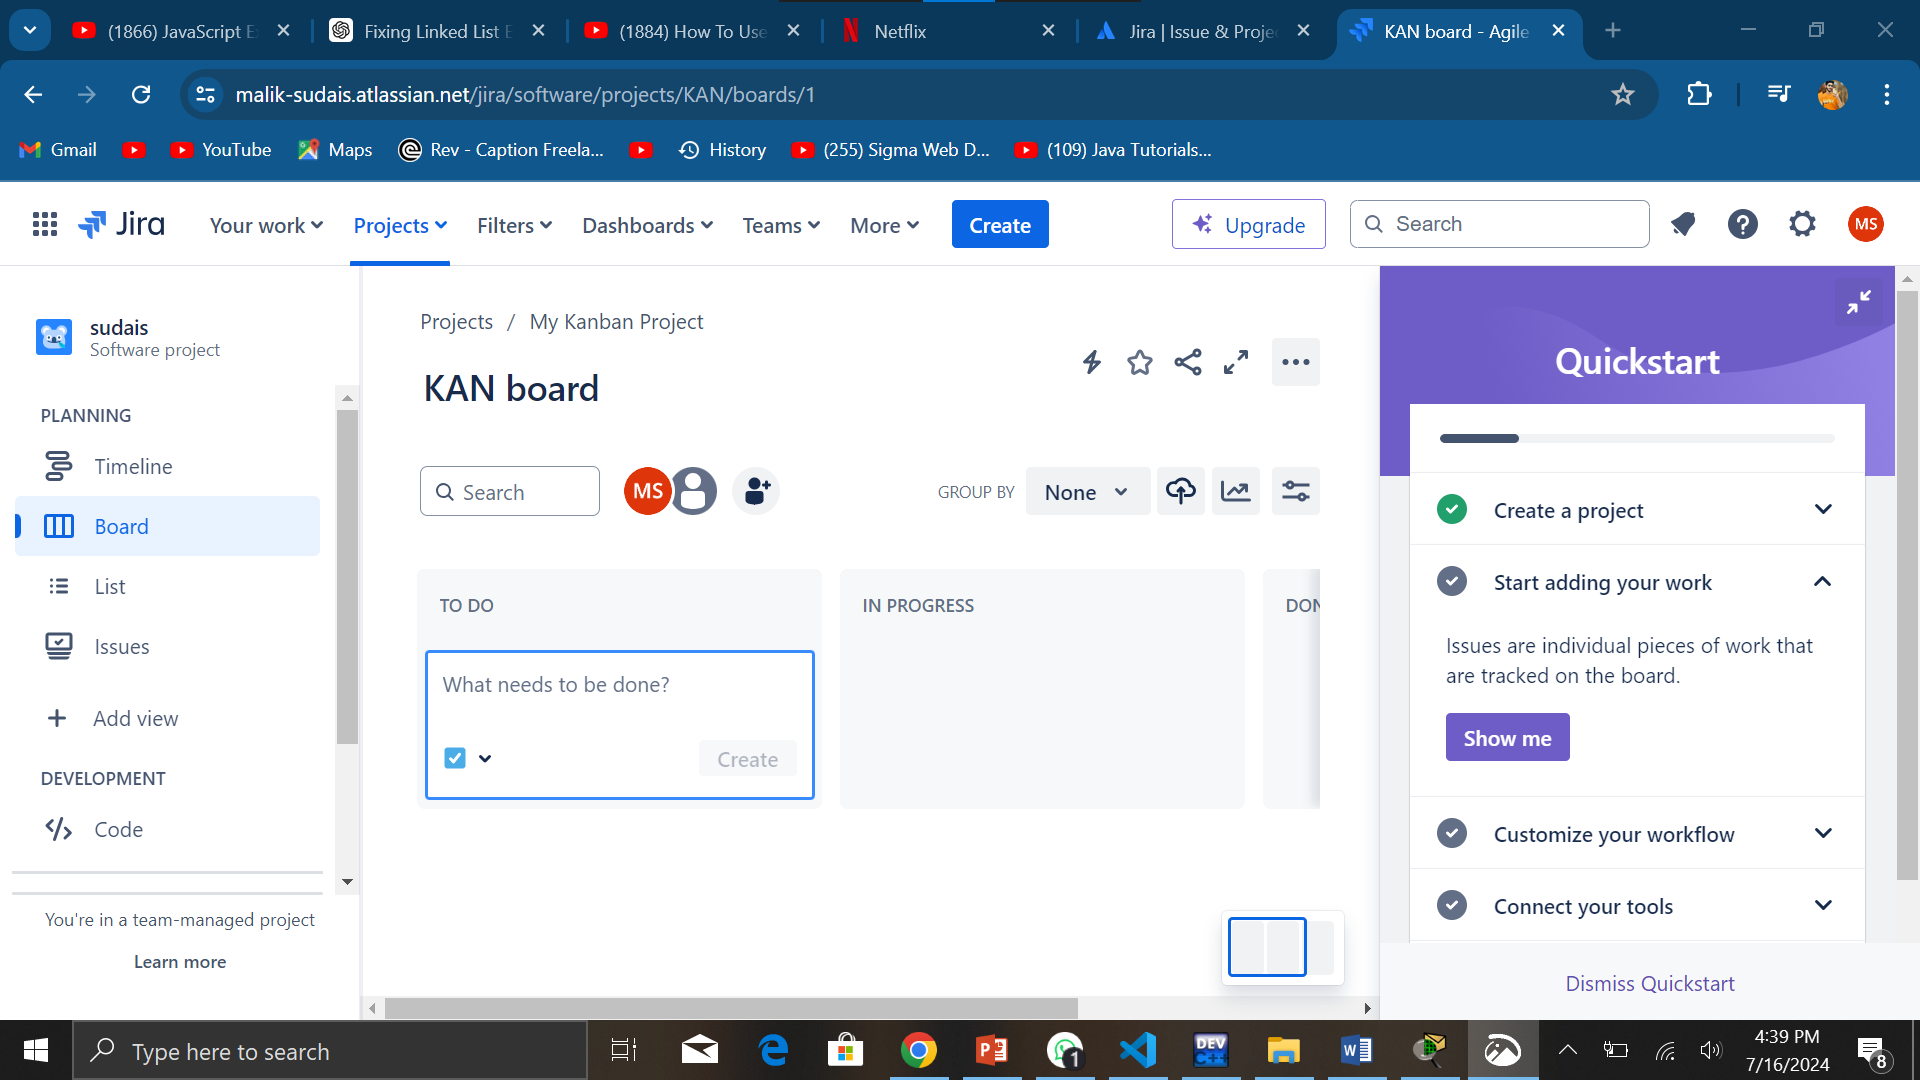 (1866) JavaScript E
Fixing Linked List E
(1884) How To Use
Netflix
Jira | Issue & Projec
KAN board - Agile
malik-sudais.atlassian.net/jira/software/projects/KAN/boards/1
Gmail
YouTube
Maps
Rev - Caption Freela...
History
(255) Sigma Web D...
(109) Java Tutorials...
Jira
Your work
Projects
Filters
Dashboards
Teams
More
Create
Upgrade
Search
MS
sudais
Software project
PLANNING
Timeline
Board
List
Issues
Add view
DEVELOPMENT
Code
You're in a team-managed project
Learn more
Projects / My Kanban Project
KAN board
Search
MS
GROUP BY
None
TO DO
What needs to be done?
Create
IN PROGRESS
DON
Quickstart
Create a project
Start adding your work
Issues are individual pieces of work that
are tracked on the board.
Show me
Customize your workflow
Connect your tools
Dismiss Quickstart
Type here to search
1
DEV
C++
4:39 PM
7/16/2024
8